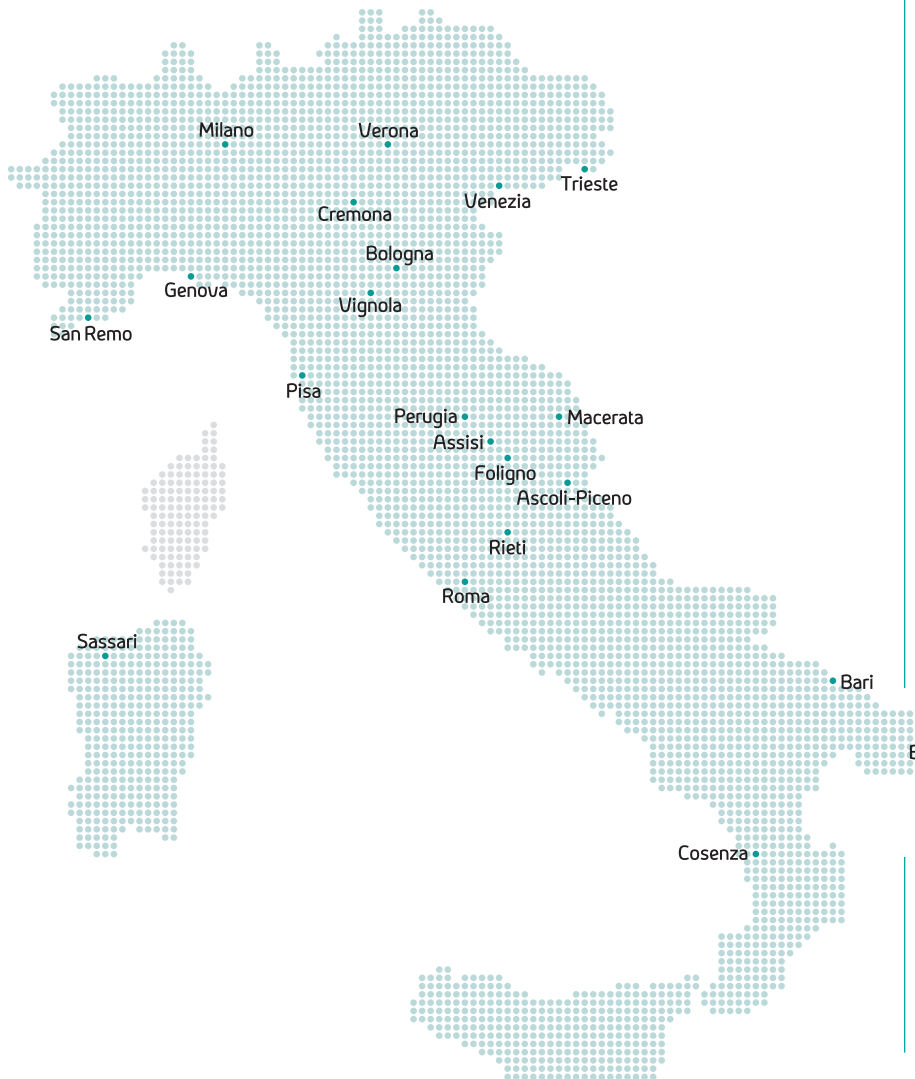 Milano
Verona
Trieste
Venezia
Cremona
Bologna
Genova
Vignola
San Remo
Pisa
Perugia
Macerata
Assisi
Foligno
Ascoli-Piceno
Rieti
Roma
Sassari
Bari
Cosenza